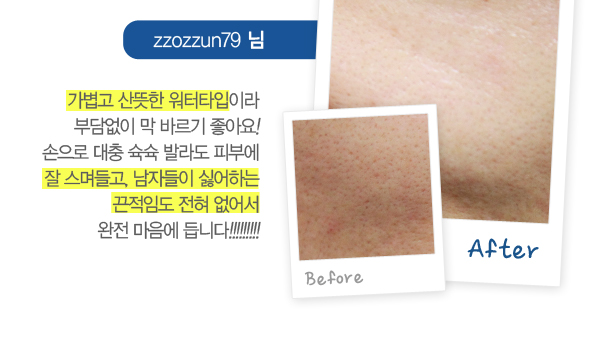 zzozzun79 님
가볍고 산뜻한 워터타입이라
부담없이 막 바르기 좋아요!
손으로 대충 슉슉 발라도 피부에
잘 스며들고, 남자들이 싫어하는
끈적임도 전혀 없어서
완전 마음에 듭니다!!!!!!!!!
Before
After